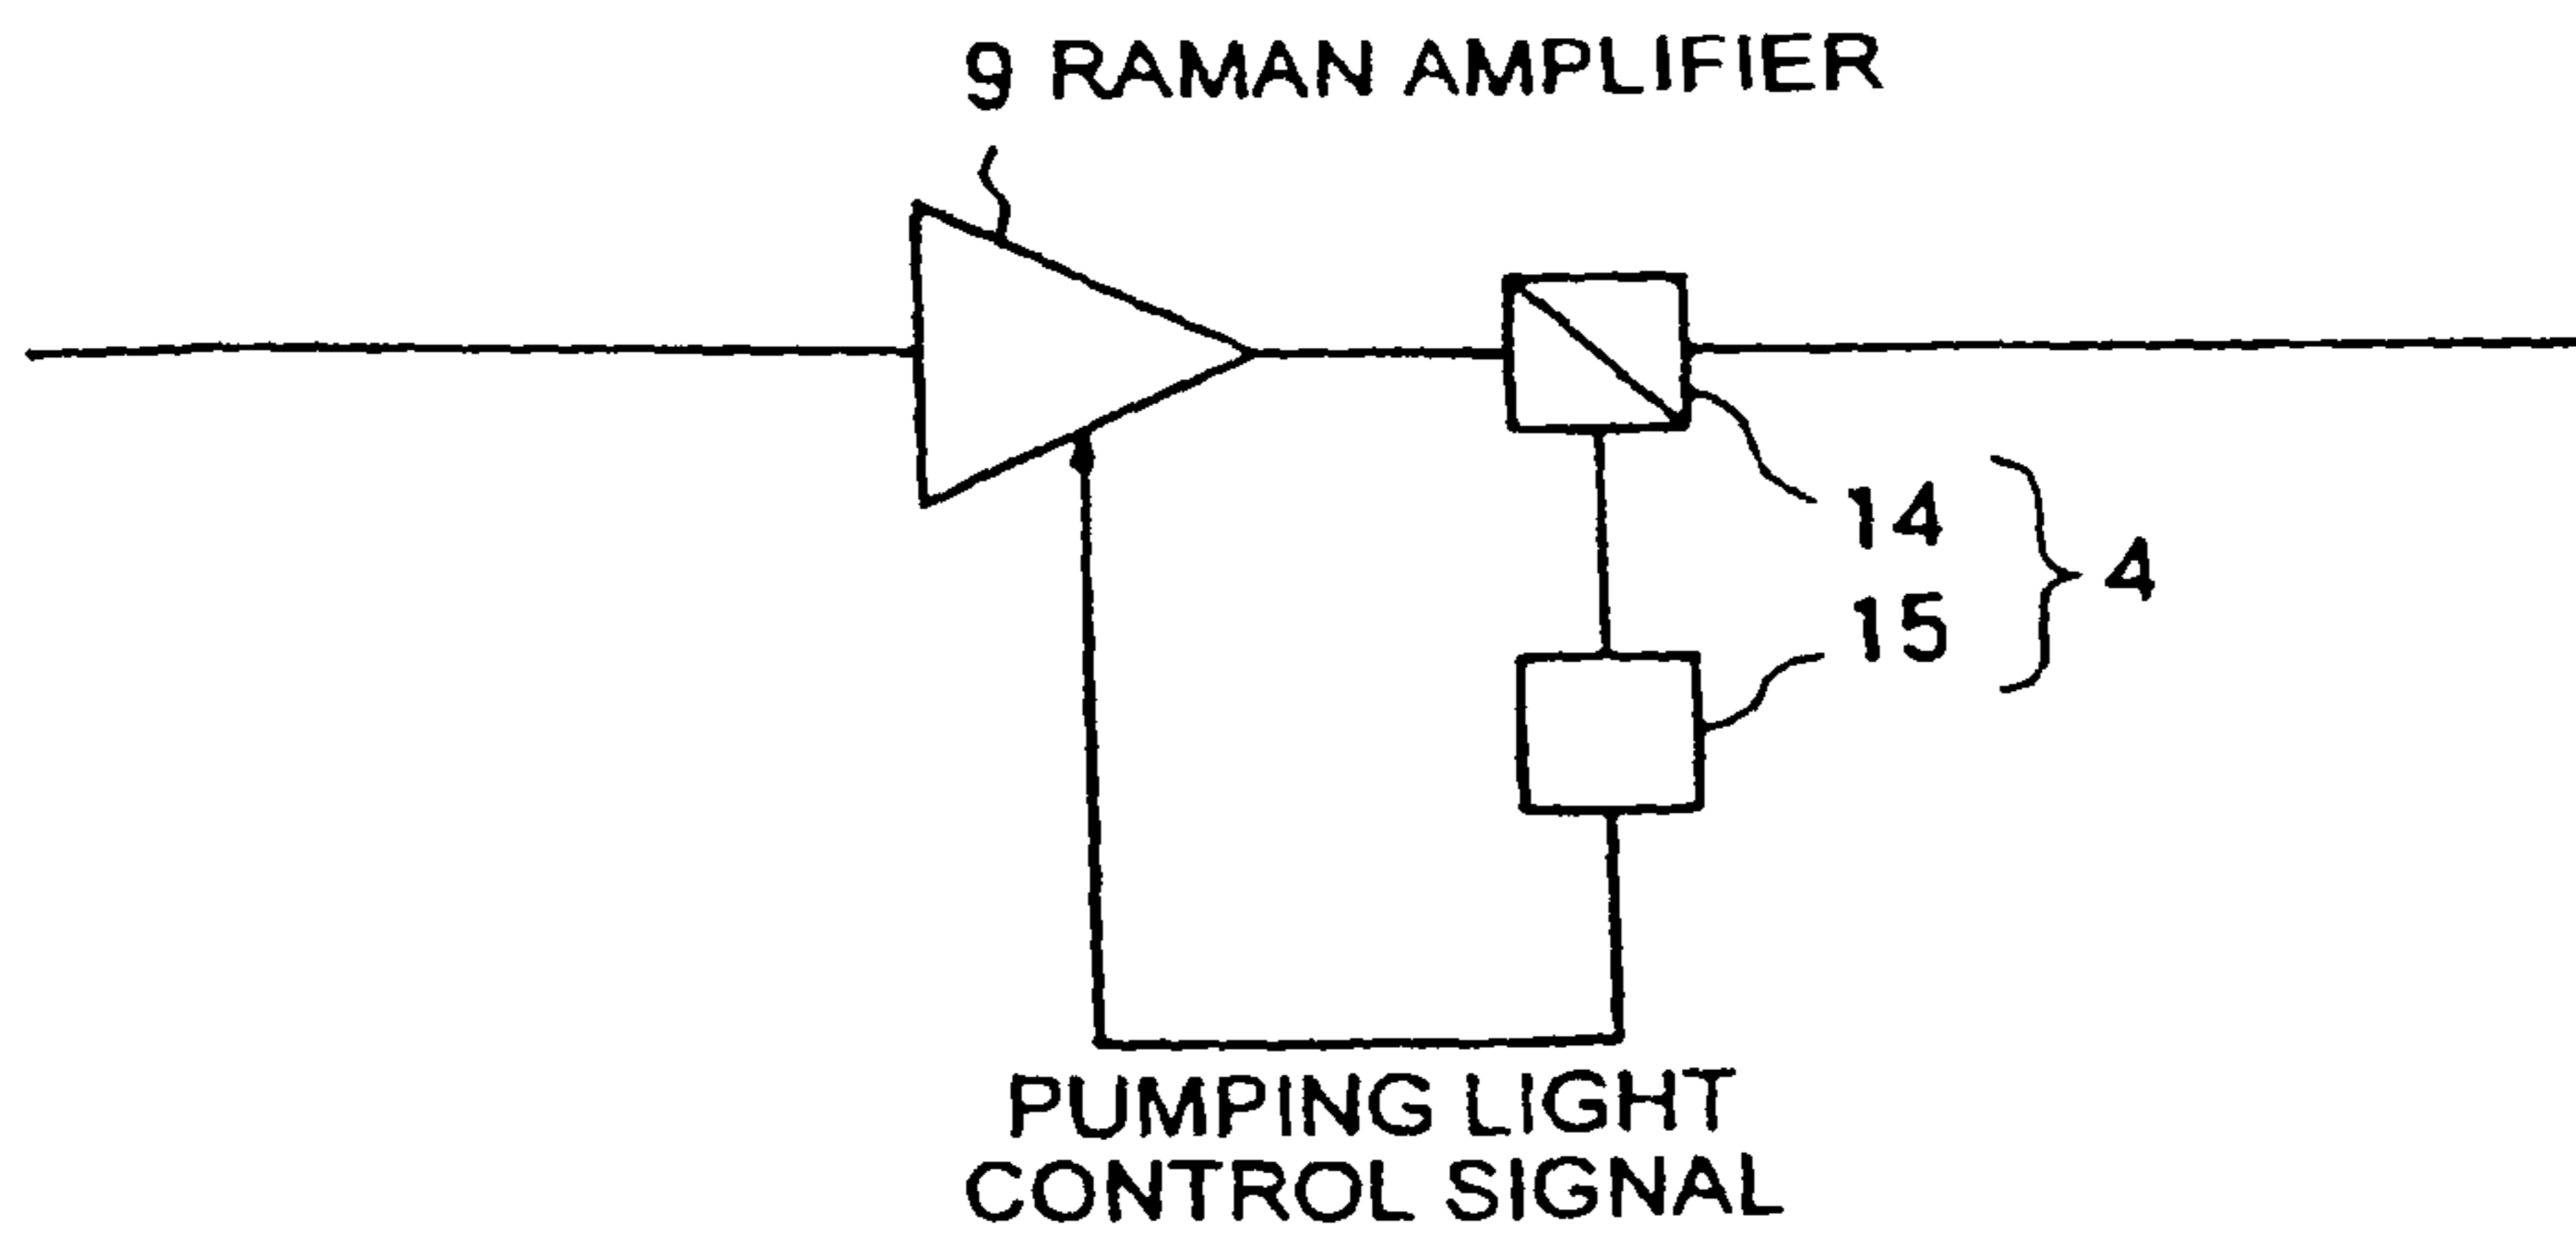 9 RAMAN AMPLIFIER
14
4
15
PUMPING LIGHT
CONTROL SIGNAL